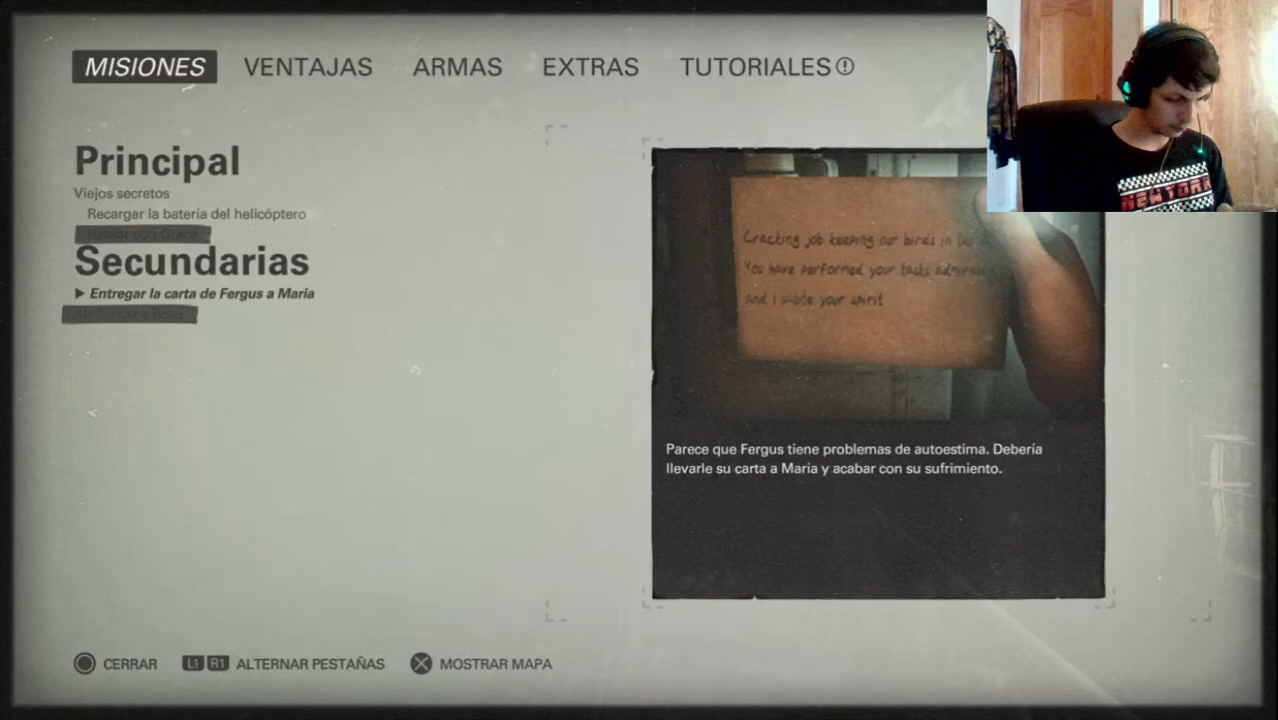 MISIONES VENTAJAS ARMAS EXTRAS TUTORIALES
Principal
Viejos secretos
Recargar la batería del helicóptero
Hablar con Grace
Secundarias
Entregar la carta de Fergus a Maria
Alimentar a Rosa
Cracking job keeping our birds in
You have performed your tasks
And I salute your spirit
Parece que Fergus tiene problemas de autoestima. Debería
llevarle su carta a Maria y acabar con su sufrimiento.
NEW YORK
CERRAR L1 R1 ALTERNAR PESTAÑAS MOSTRAR MAPA